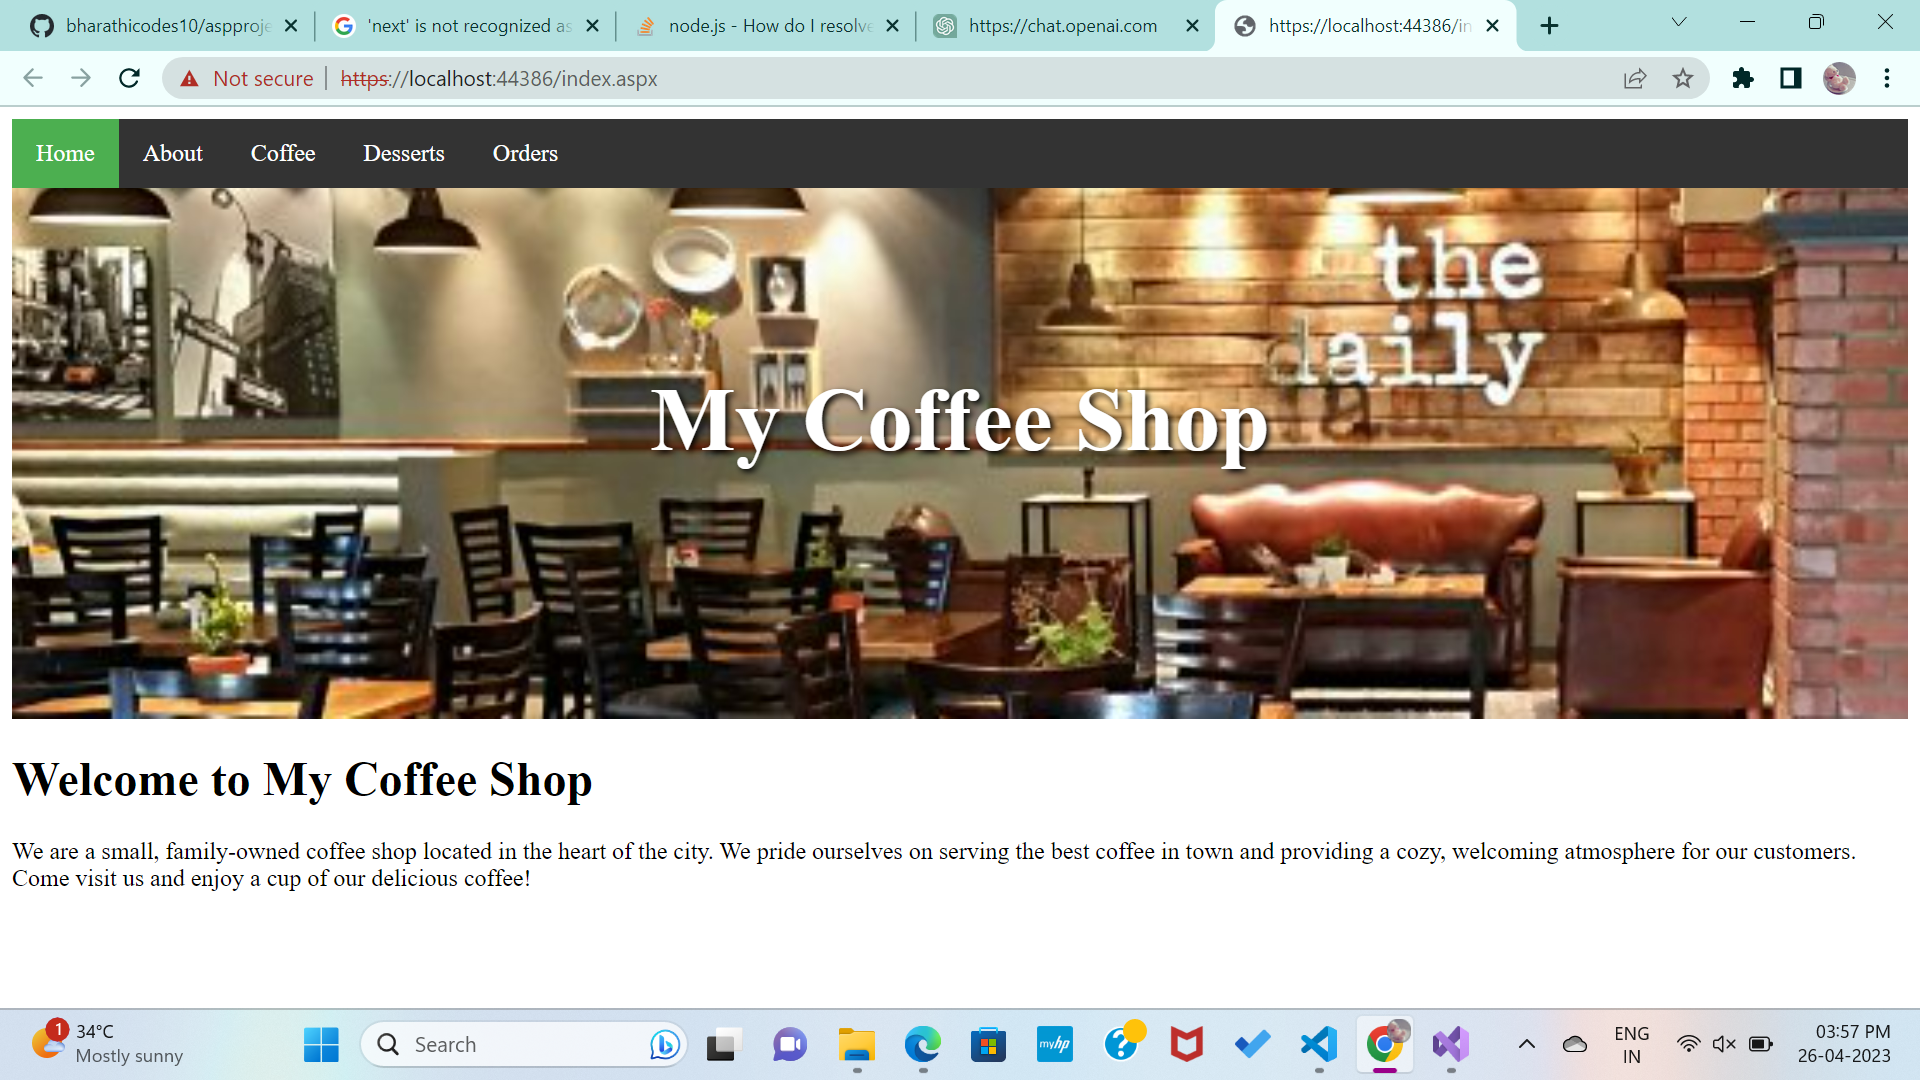 bharathicodes10/aspproje
'next' is not recognized as
node.js - How do I resolve
https://chat.openai.com
https://localhost:44386/in
Not secure
https://localhost:44386/index.aspx
Home About Coffee Desserts Orders
the
daily
My Coffee Shop
Welcome to My Coffee Shop
We are a small, family-owned coffee shop located in the heart of the city. We pride ourselves on serving the best coffee in town and providing a cozy, welcoming atmosphere for our customers.
Come visit us and enjoy a cup of our delicious coffee!
1
34°C
Mostly sunny
Search
myhp
ENG
IN
03:57 PM
26-04-2023